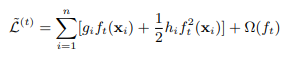 $\tilde{\mathcal{L}}^{(t)} = \sum_{i=1}^{n} [g_i f_t(\mathbf{x}_i) + \frac{1}{2} h_i f_t^2(\mathbf{x}_i)] + \Omega(f_t)$